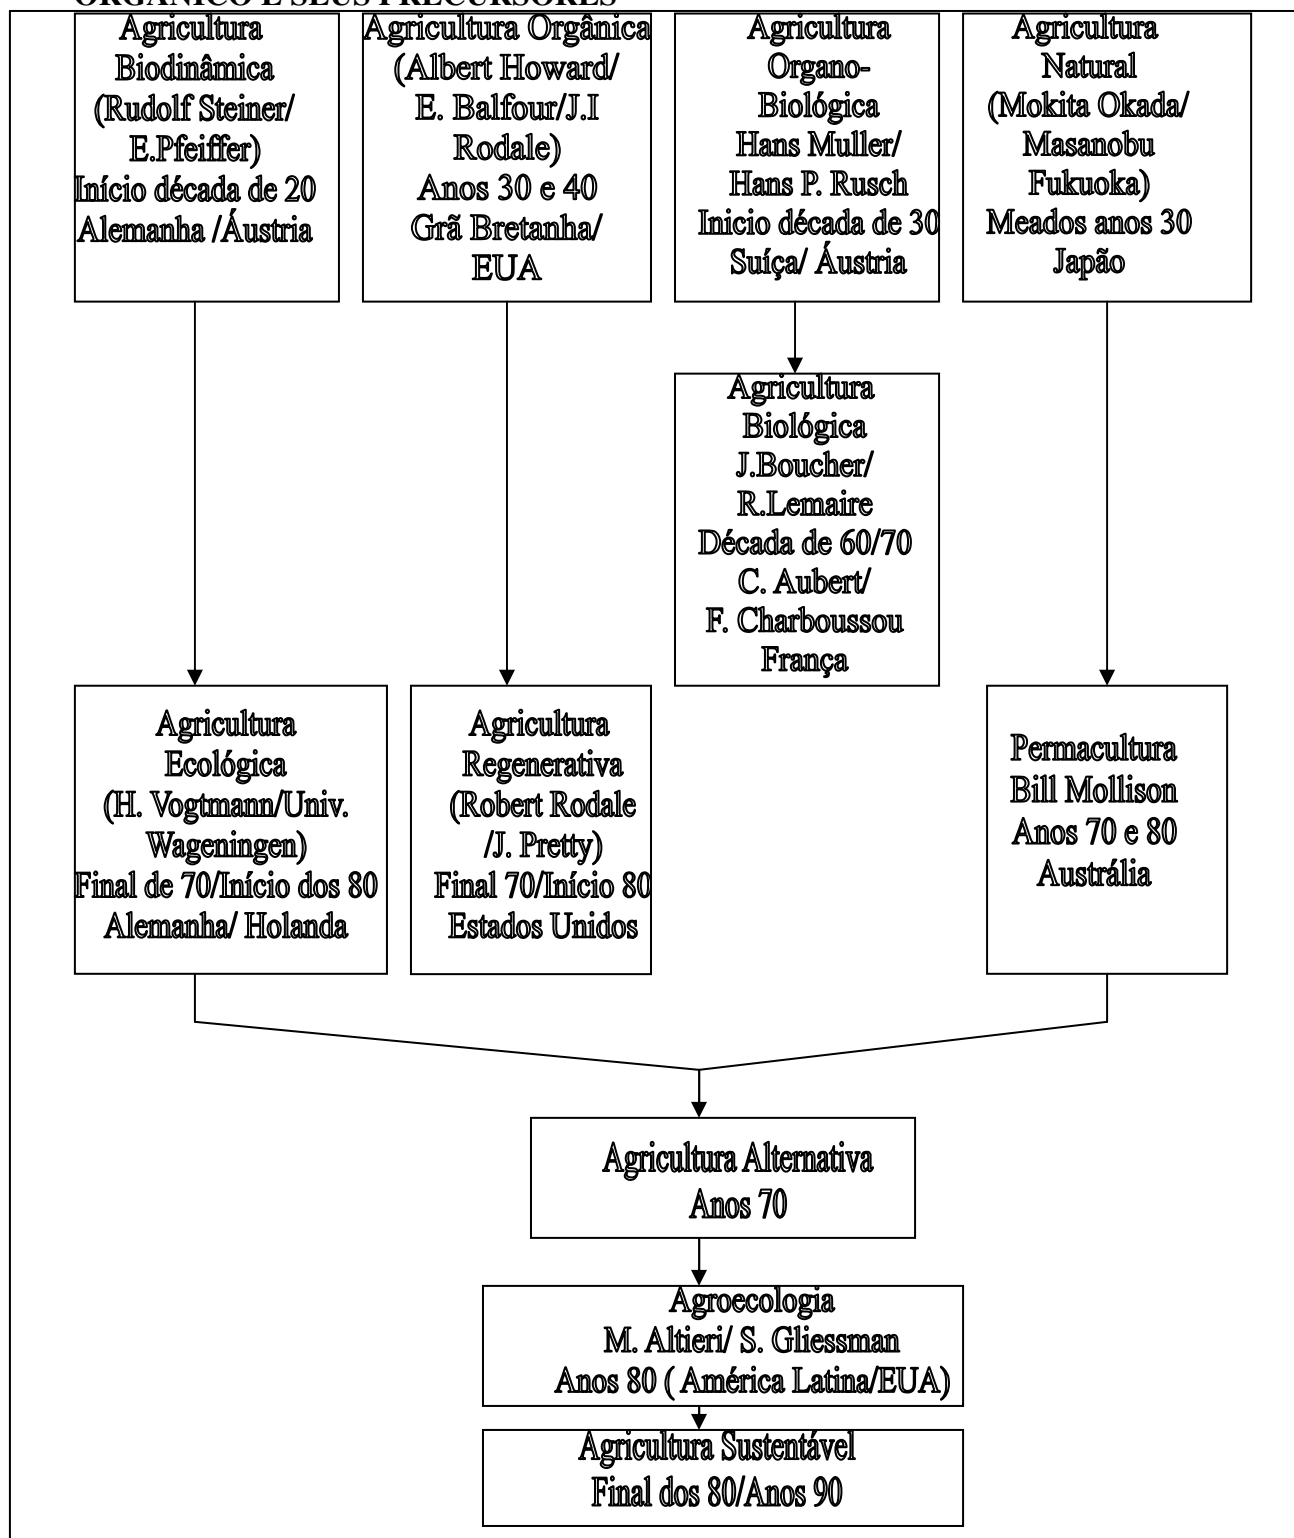 ORGÂNICO E SEUS PRECURSORES
Agricultura
Biodinâmica
(Rudolf Steiner/
E.Pfeiffer)
Início década de 20
Alemanha /Áustria
Agricultura Orgânica
(Albert Howard/
E. Balfour/J.I
Rodale)
Anos 30 e 40
Grã Bretanha/
EUA
Agricultura
Organo-
Biológica
Hans Muller/
Hans P. Rusch
Inicio década de 30
Suíça/ Áustria
Agricultura
Natural
(Mokita Okada/
Masanobu
Fukuoka)
Meados anos 30
Japão
Agricultura
Biológica
J.Boucher/
R.Lemaire
Década de 60/70
C. Aubert/
F. Charboussou
França
Agricultura
Ecológica
(H. Vogtmann/Univ.
Wageningen)
Final de 70/Início dos 80
Alemanha/ Holanda
Agricultura
Regenerativa
(Robert Rodale
/J. Pretty)
Final 70/Início 80
Estados Unidos
Permacultura
Bill Mollison
Anos 70 e 80
Austrália
Agricultura Alternativa
Anos 70
Agroecologia
M. Altieri/ S. Gliessman
Anos 80 ( América Latina/EUA)
Agricultura Sustentável
Final dos 80/Anos 90